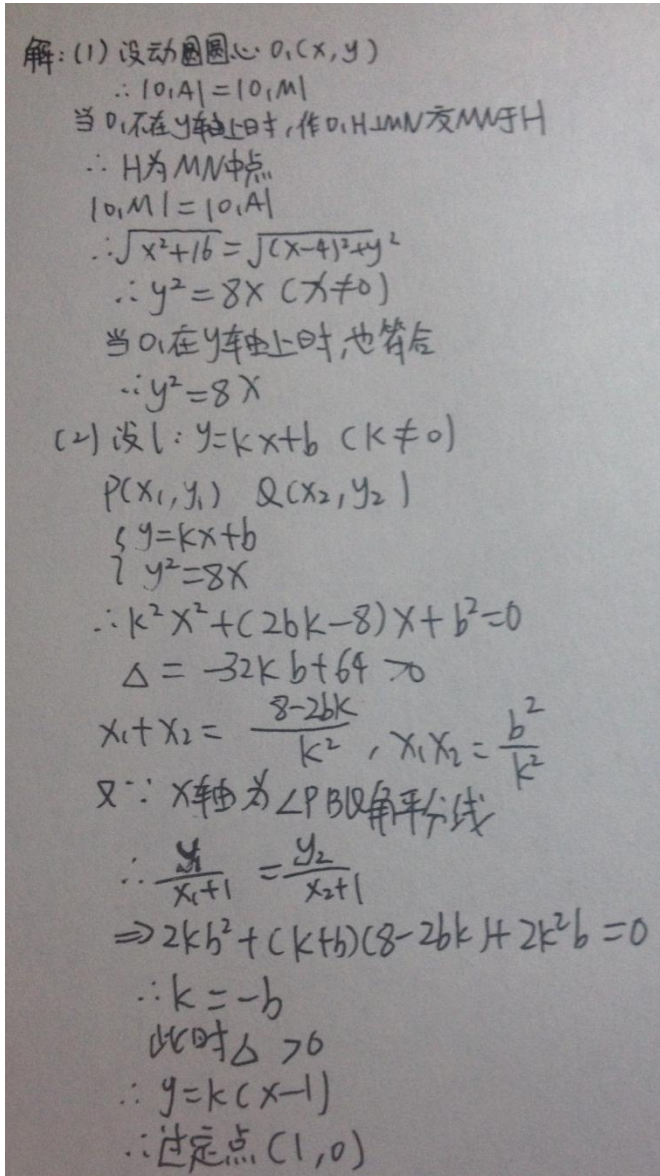 解:(1) 设动圆圆心 O₁(x,y)
∴ |O₁A|=|O₁M|
当O₁不在y轴上时,作O₁H⊥MN交MN于H
∴ H为MN中点
|O₁M|=|O₁A|
∴√(x²+16)=√((x-4)²+y²)
∴ y²=8x (x≠0)
当O₁在y轴上时,也符合
∴ y²=8x
(2) 设l: y=kx+b (k≠0)
P(x₁,y₁) Q(x₂,y₂)
{ y=kx+b
y²=8x
∴ k²x²+(2bk-8)x+b²=0
Δ= -32kb+64 >0
x₁+x₂= (8-2bk)/k² , x₁x₂= b²/k²
又∵ x轴为∠PBQ角平分线
∴ y₁/(x₁+1) = y₂/(x₂+1)
⇒ 2kb²+(k+b)(8-2bk)+2k²b=0
∴ k=-b
此时Δ>0
∴ y=k(x-1)
∴ 过定点(1,0)